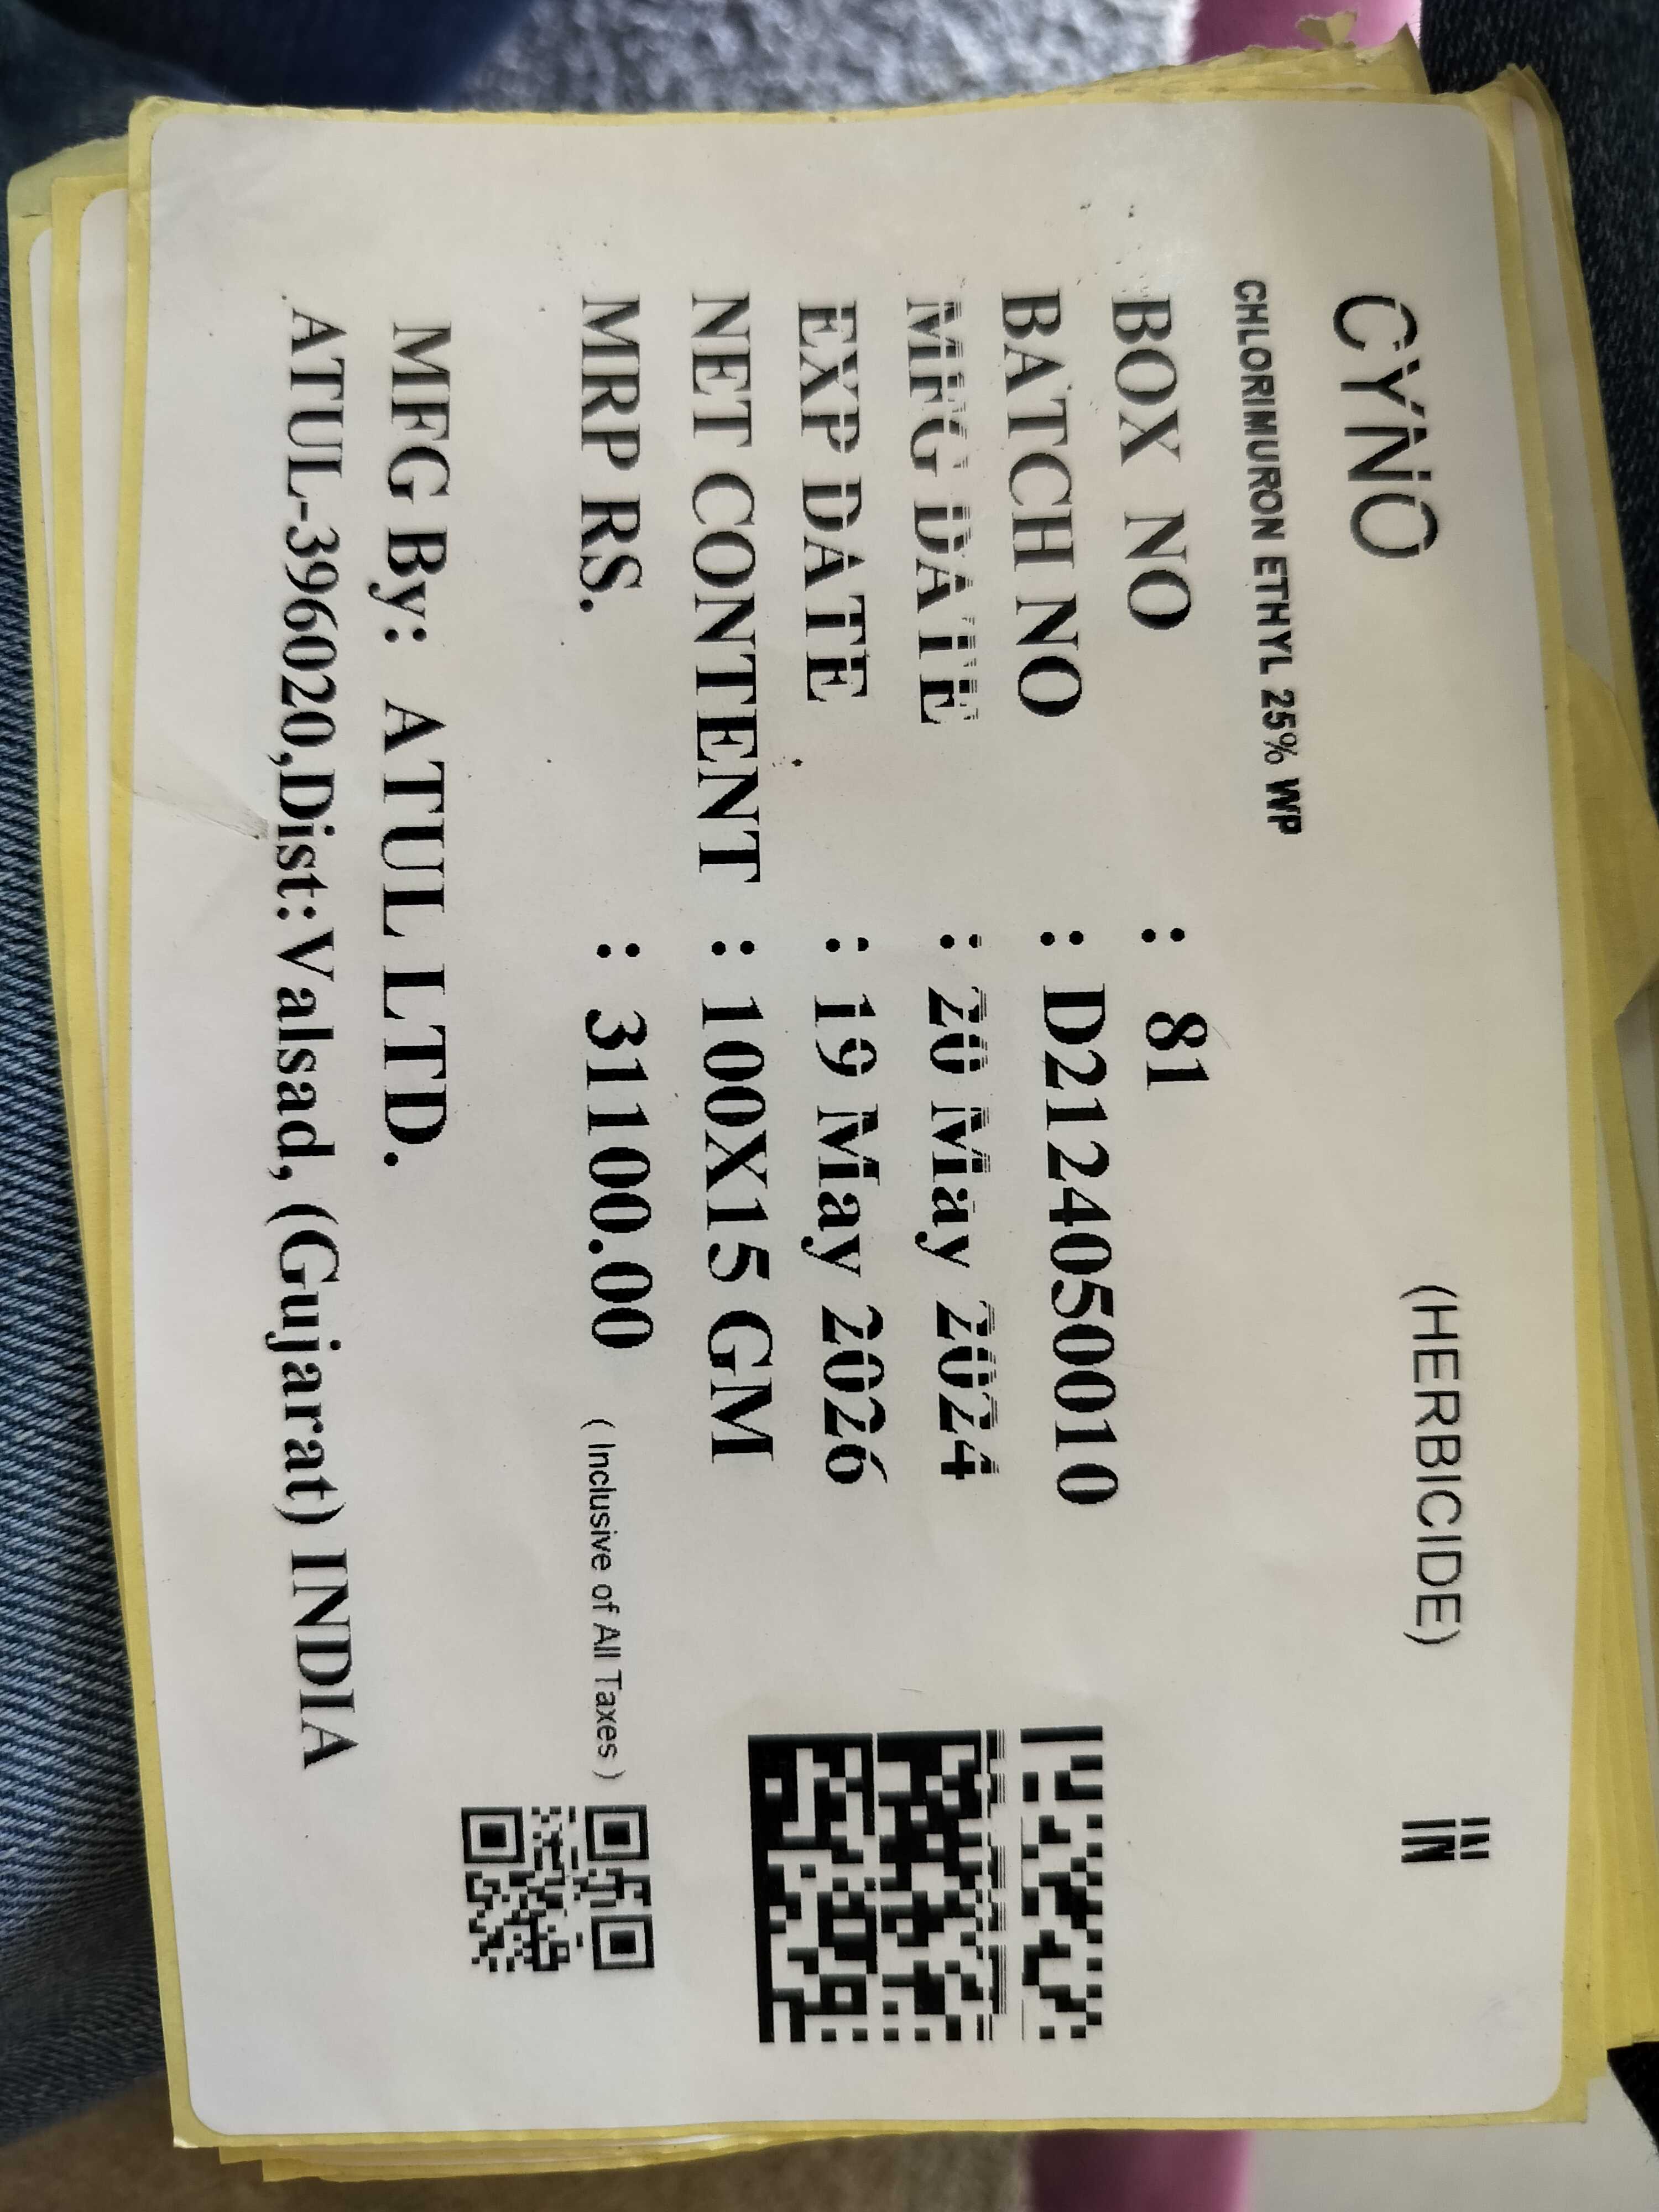 CYNO (HERBICIDE) IN
CHLORIMURON ETHYL 25% WP
BOX NO : 81
BATCH NO : D2124050010
MFG DATE : 20 May 2024
EXP DATE : 19 May 2026
NET CONTENT : 100X15 GM
MRP RS. : 31100.00 ( Inclusive of All Taxes )
MFG By: ATUL LTD.
ATUL-396020,Dist: Valsad, (Gujarat) INDIA